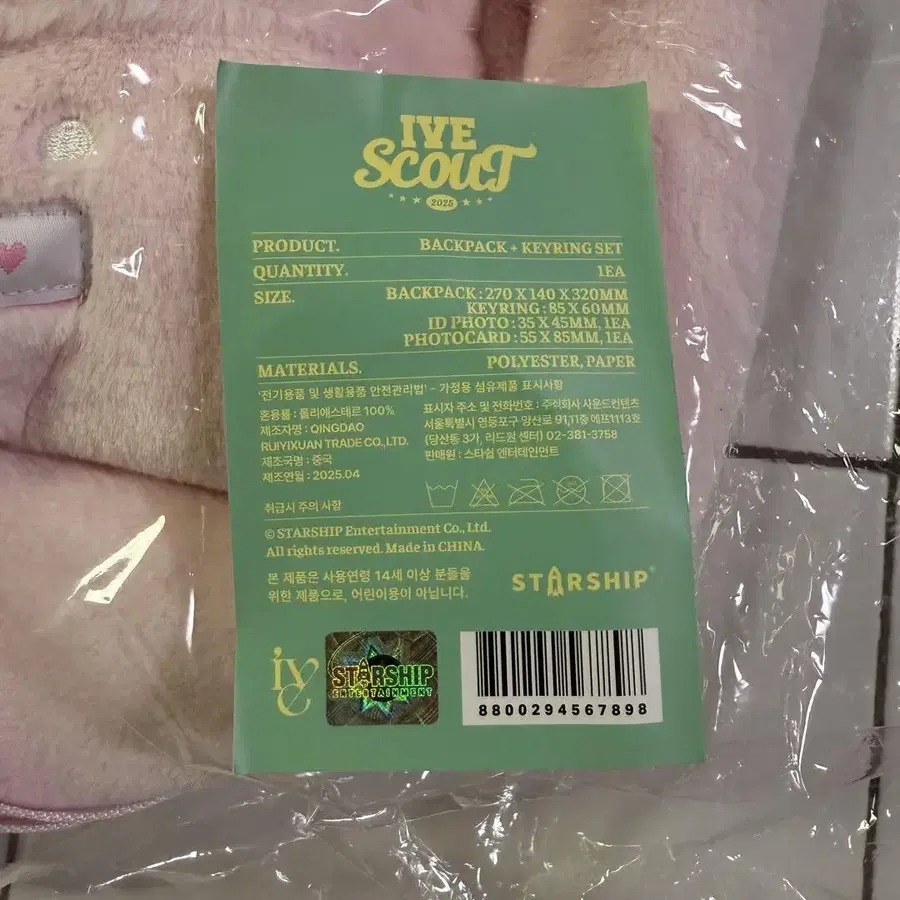 IVE
SCOUT
2025
PRODUCT. BACKPACK + KEYRING SET
QUANTITY. 1EA
SIZE. BACKPACK : 270 X 140 X 320MM
KEYRING : 85 X 60MM
ID PHOTO : 35 X 45MM, 1EA
PHOTOCARD : 55 X 85MM, 1EA
MATERIALS. POLYESTER, PAPER
'전기용품 및 생활용품 안전관리법' - 가정용 섬유제품 표시사항
혼용률 : 폴리에스테르 100%
제조자명 : QINGDAO
RUIYIXUAN TRADE CO., LTD.
제조국명 : 중국
제조연월 : 2025.04
표시자 주소 및 전화번호 : 주식회사 사운드컨텐츠
서울특별시 영등포구 양산로 91, 11층 에프1113호
(당산동 3가, 리드원 센터) 02-381-3758
판매원 : 스타쉽 엔터테인먼트
취급시 주의 사항
© STARSHIP Entertainment Co., Ltd.
All rights reserved. Made in CHINA.
본 제품은 사용연령 14세 이상 분들을
위한 제품으로, 어린이용이 아닙니다.
STARSHIP®
ive
STARSHIP
ENTERTAINMENT
8800294567898